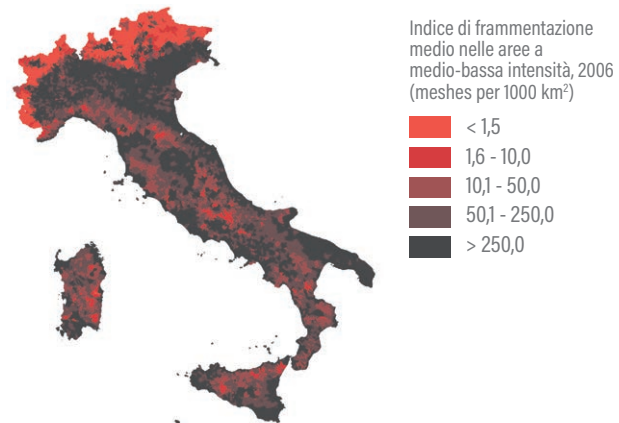 Indice di frammentazione
medio nelle aree a
medio-bassa intensità, 2006
(meshes per 1000 km²)
< 1,5
1,6 - 10,0
10,1 - 50,0
50,1 - 250,0
> 250,0